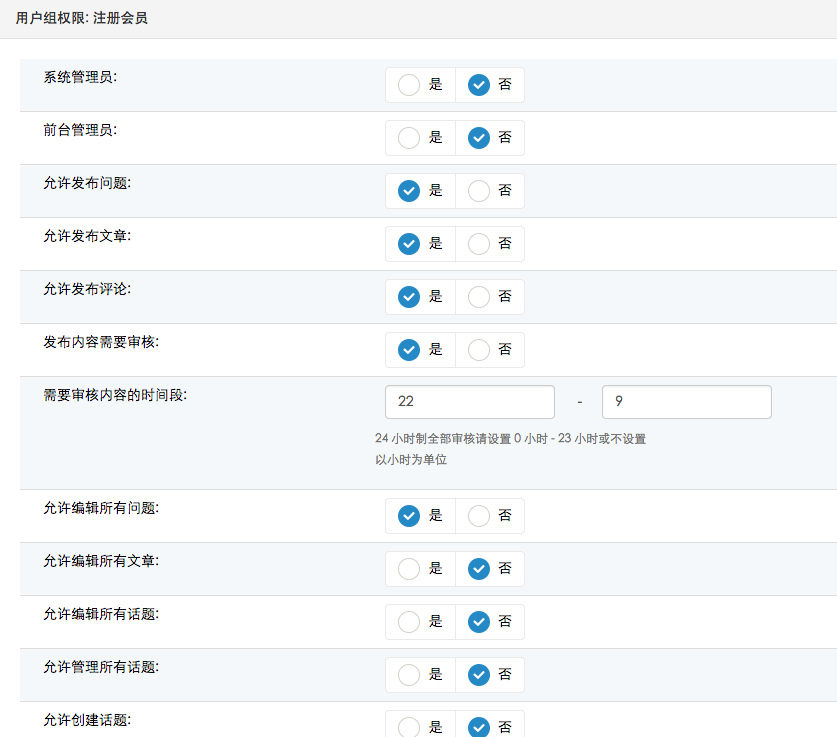 用户组权限: 注册会员
系统管理员: 是 否
前台管理员: 是 否
允许发布问题: 是 否
允许发布文章: 是 否
允许发布评论: 是 否
发布内容需要审核: 是 否
需要审核内容的时间段: 22 - 9
24 小时制全部审核请设置 0 小时 - 23 小时或不设置
以小时为单位
允许编辑所有问题: 是 否
允许编辑所有文章: 是 否
允许编辑所有话题: 是 否
允许管理所有话题: 是 否
允许创建话题: 是 否